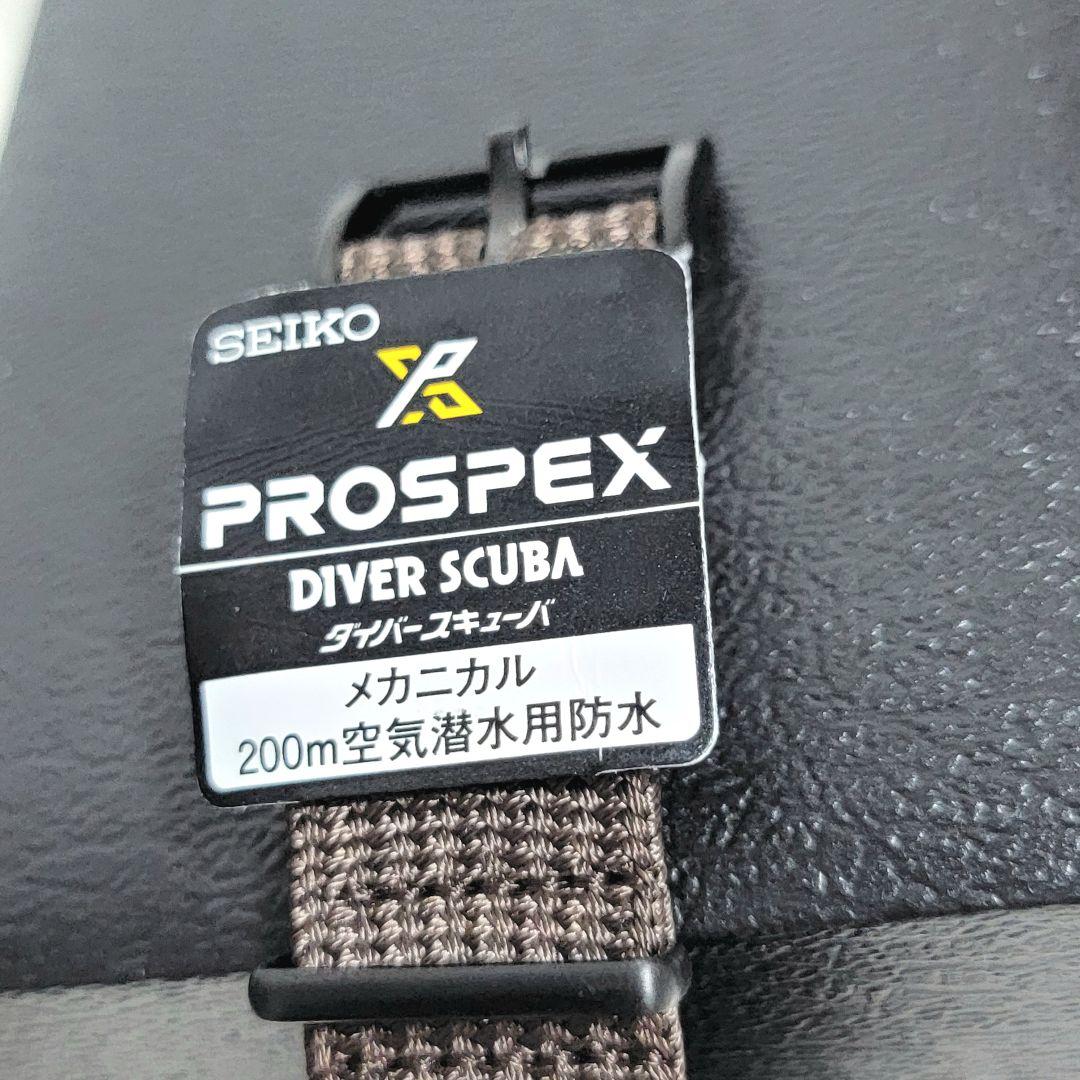 SEIKO
PROSPEX
DIVER SCUBA
ダイバースキューバ
メカニカル
200m空気潜水用防水